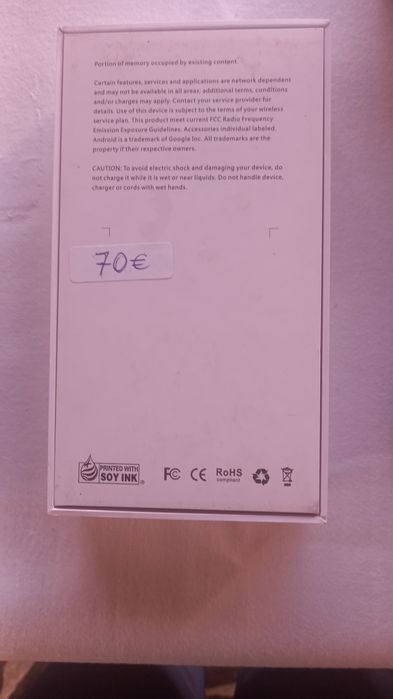 Portion of memory occupied by existing content.
Certain features, services and applications are network dependent
and may not be available in all areas, additional terms, conditions
and/or charges may apply. Contact your service provider for
details. Use of this device is subject to the terms of your wireless
service plan. This product meet current FCC Radio Frequency
Emission Exposure Guidelines. Accessories individual labeled.
Android is a trademark of Google Inc. All trademarks are the
property if their respective owners.
CAUTION: To avoid electric shock and damaging your device, do
not charge it while it is wet or near liquids. Do not handle device,
charger or cords with wet hands.
70€
PRINTED WITH
SOY INK®
FC CE RoHS
compliant